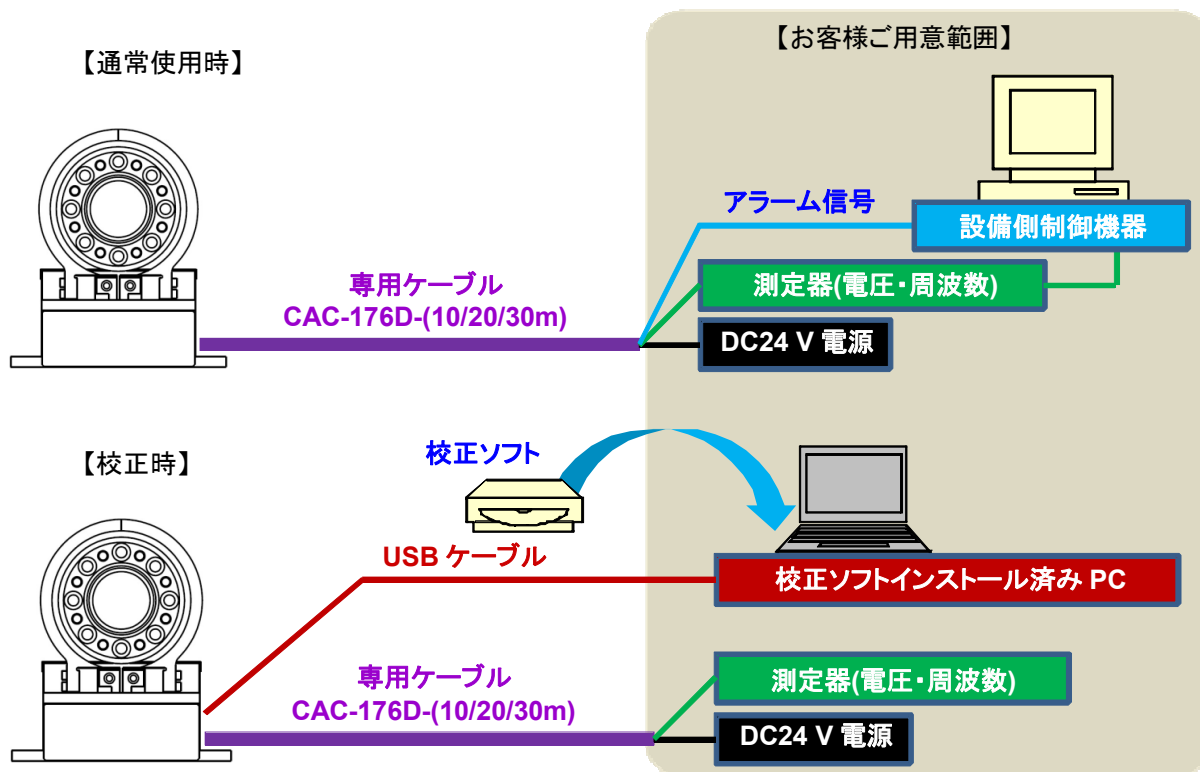 【お客様ご用意範囲】
【通常使用時】
アラーム信号
設備側制御機器
専用ケーブル
CAC-176D-(10/20/30m)
測定器(電圧・周波数)
DC24 V 電源
【校正時】
校正ソフト
USB ケーブル
校正ソフトインストール済み PC
専用ケーブル
CAC-176D-(10/20/30m)
測定器(電圧・周波数)
DC24 V 電源